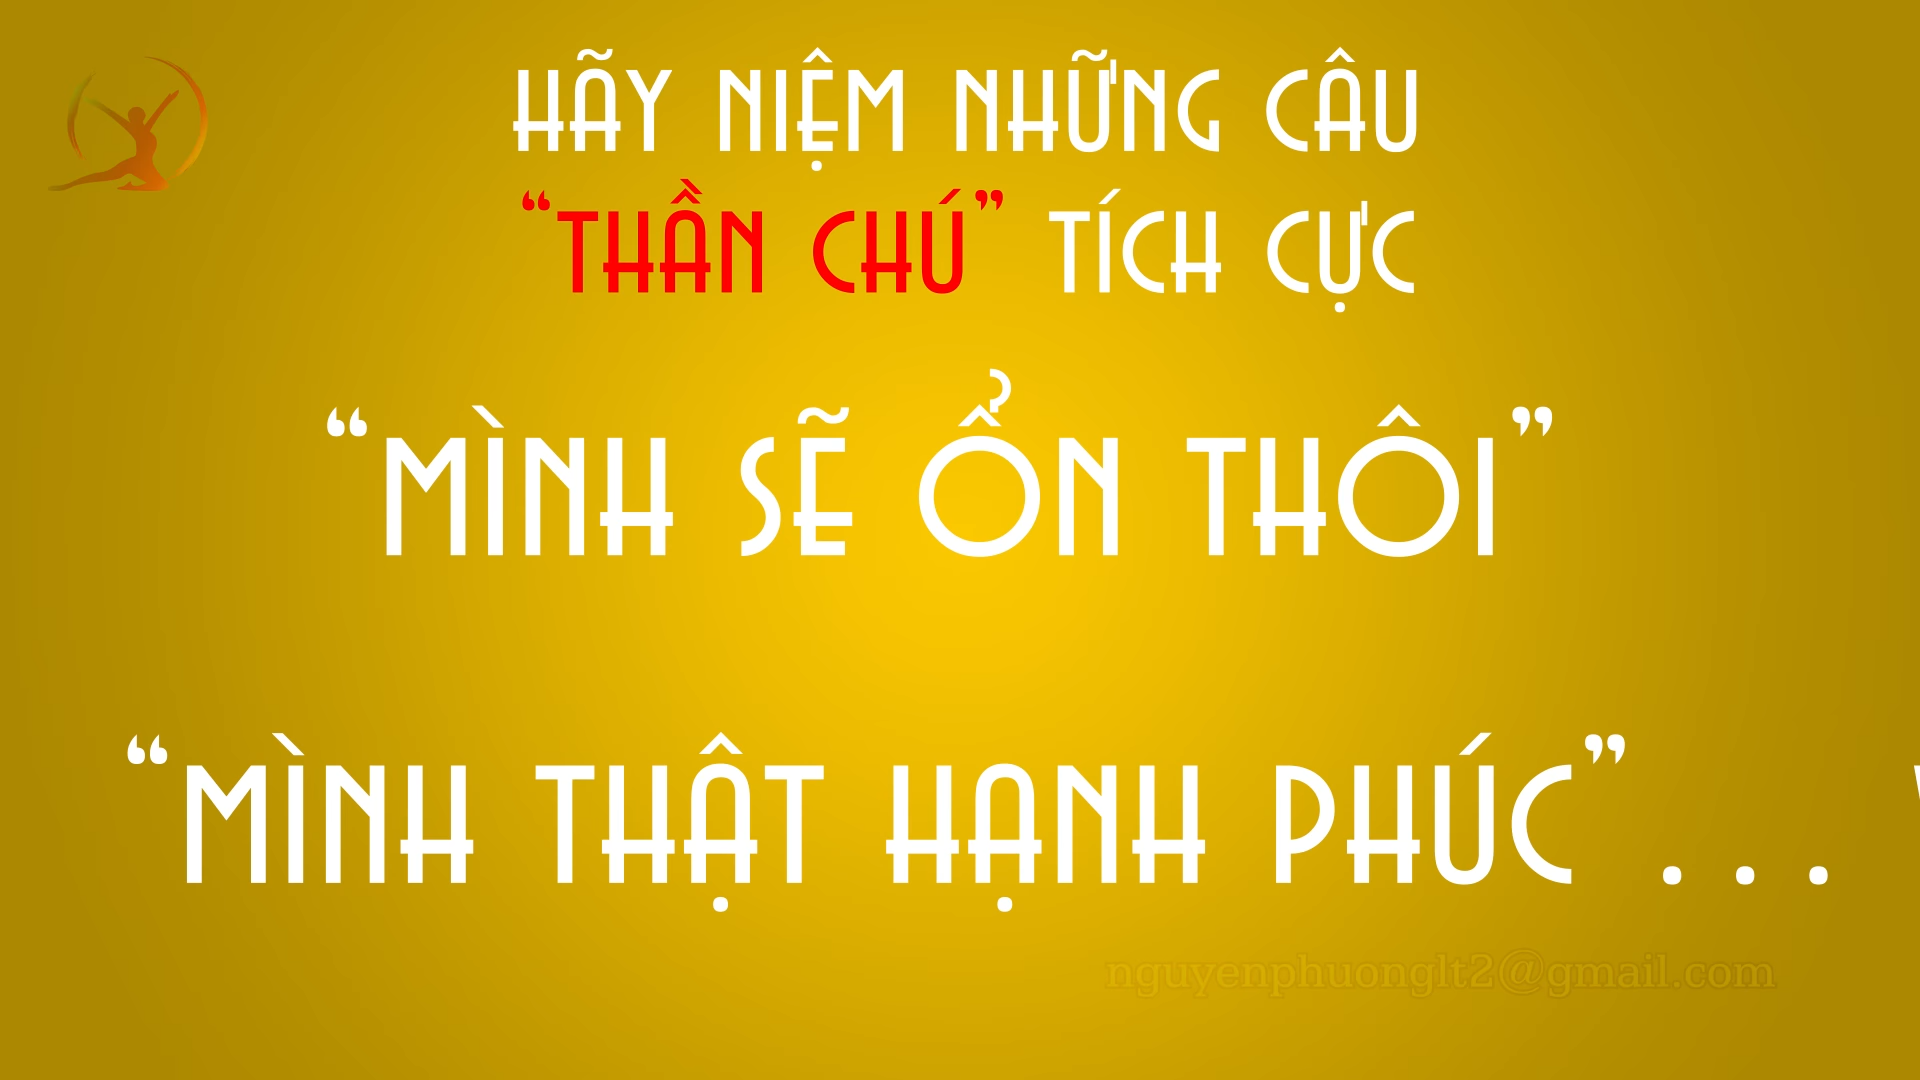 HÃY NIỆM NHỮNG CÂU
“THẦN CHÚ” TÍCH CỰC
“MÌNH SẼ ỔN THÔI”
“MÌNH THẬT HẠNH PHÚC”...
nguyenphuonglt2@gmail.com